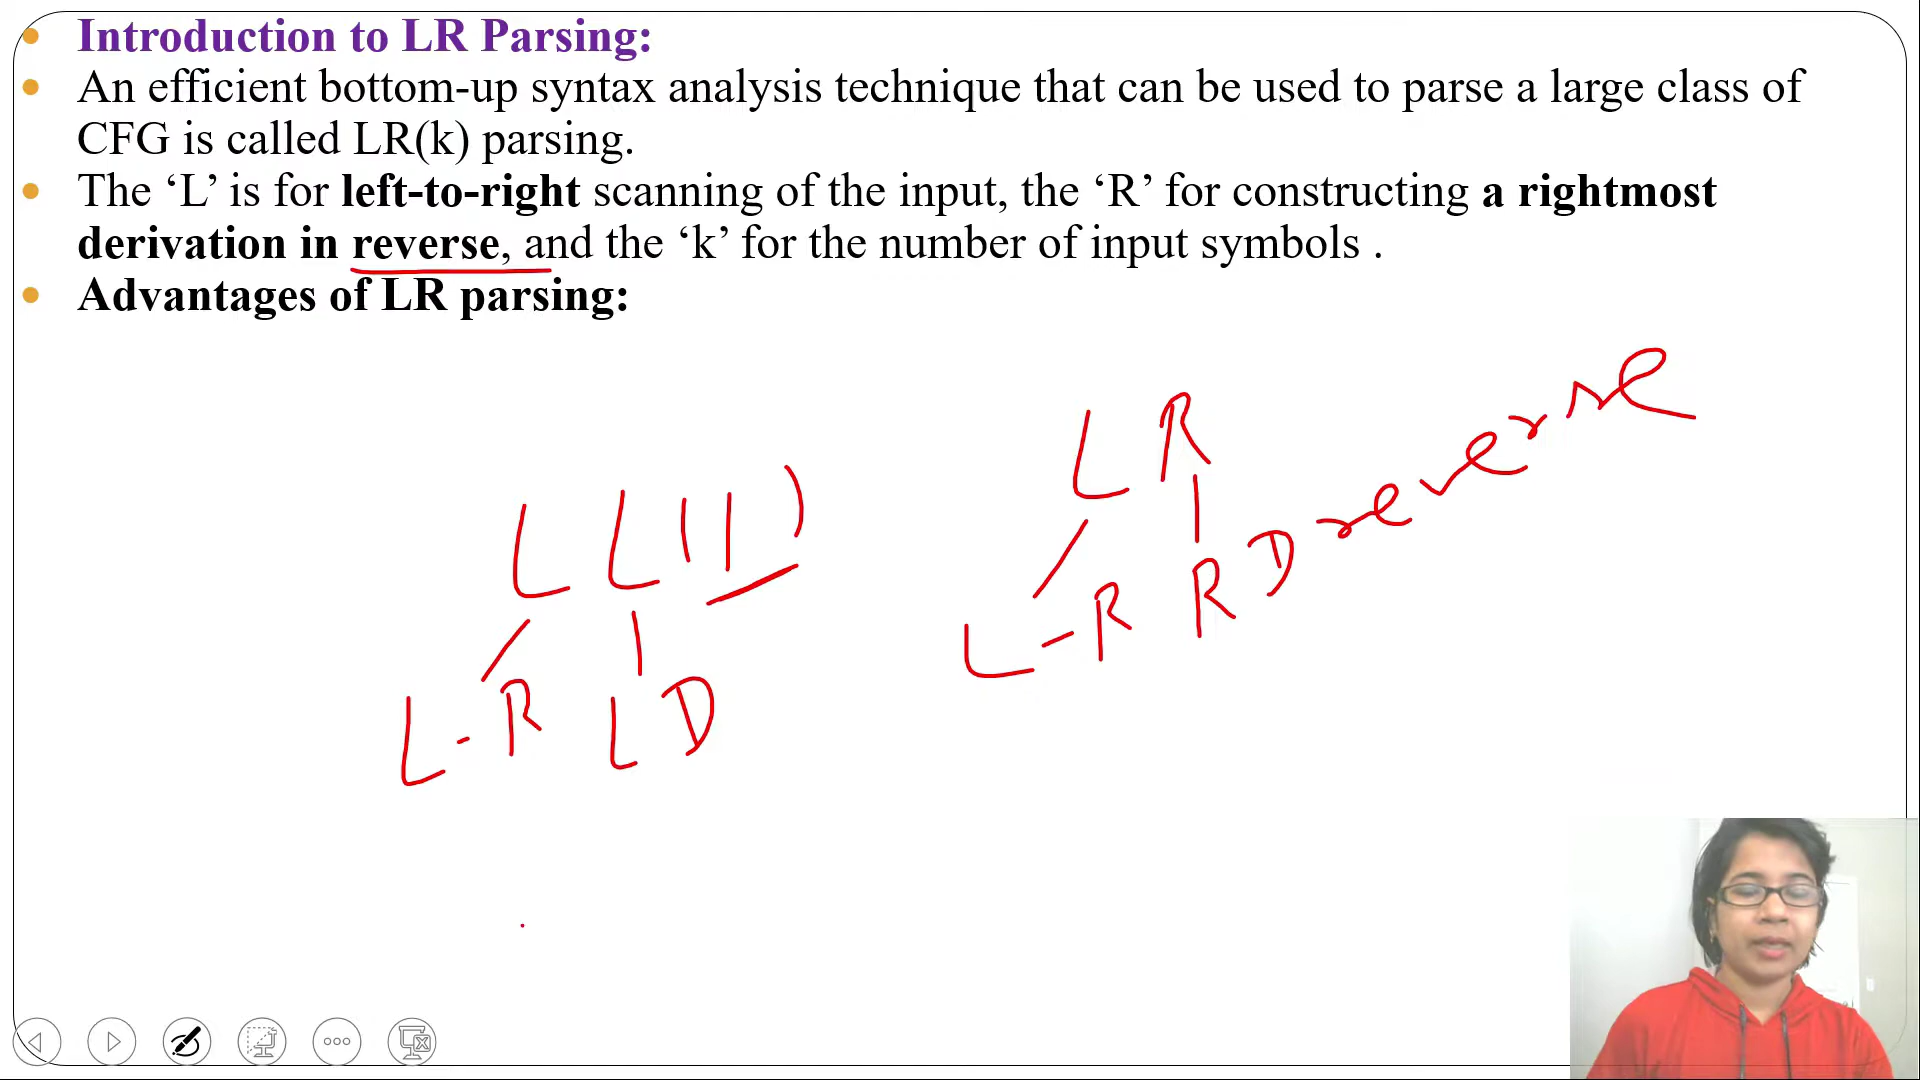 Introduction to LR Parsing:
An efficient bottom-up syntax analysis technique that can be used to parse a large class of
CFG is called LR(k) parsing.
The ‘L’ is for left-to-right scanning of the input, the ‘R’ for constructing a rightmost
derivation in reverse, and the ‘k’ for the number of input symbols .
Advantages of LR parsing:
LL(1)
L-R LD
LR
L-R RD reverse